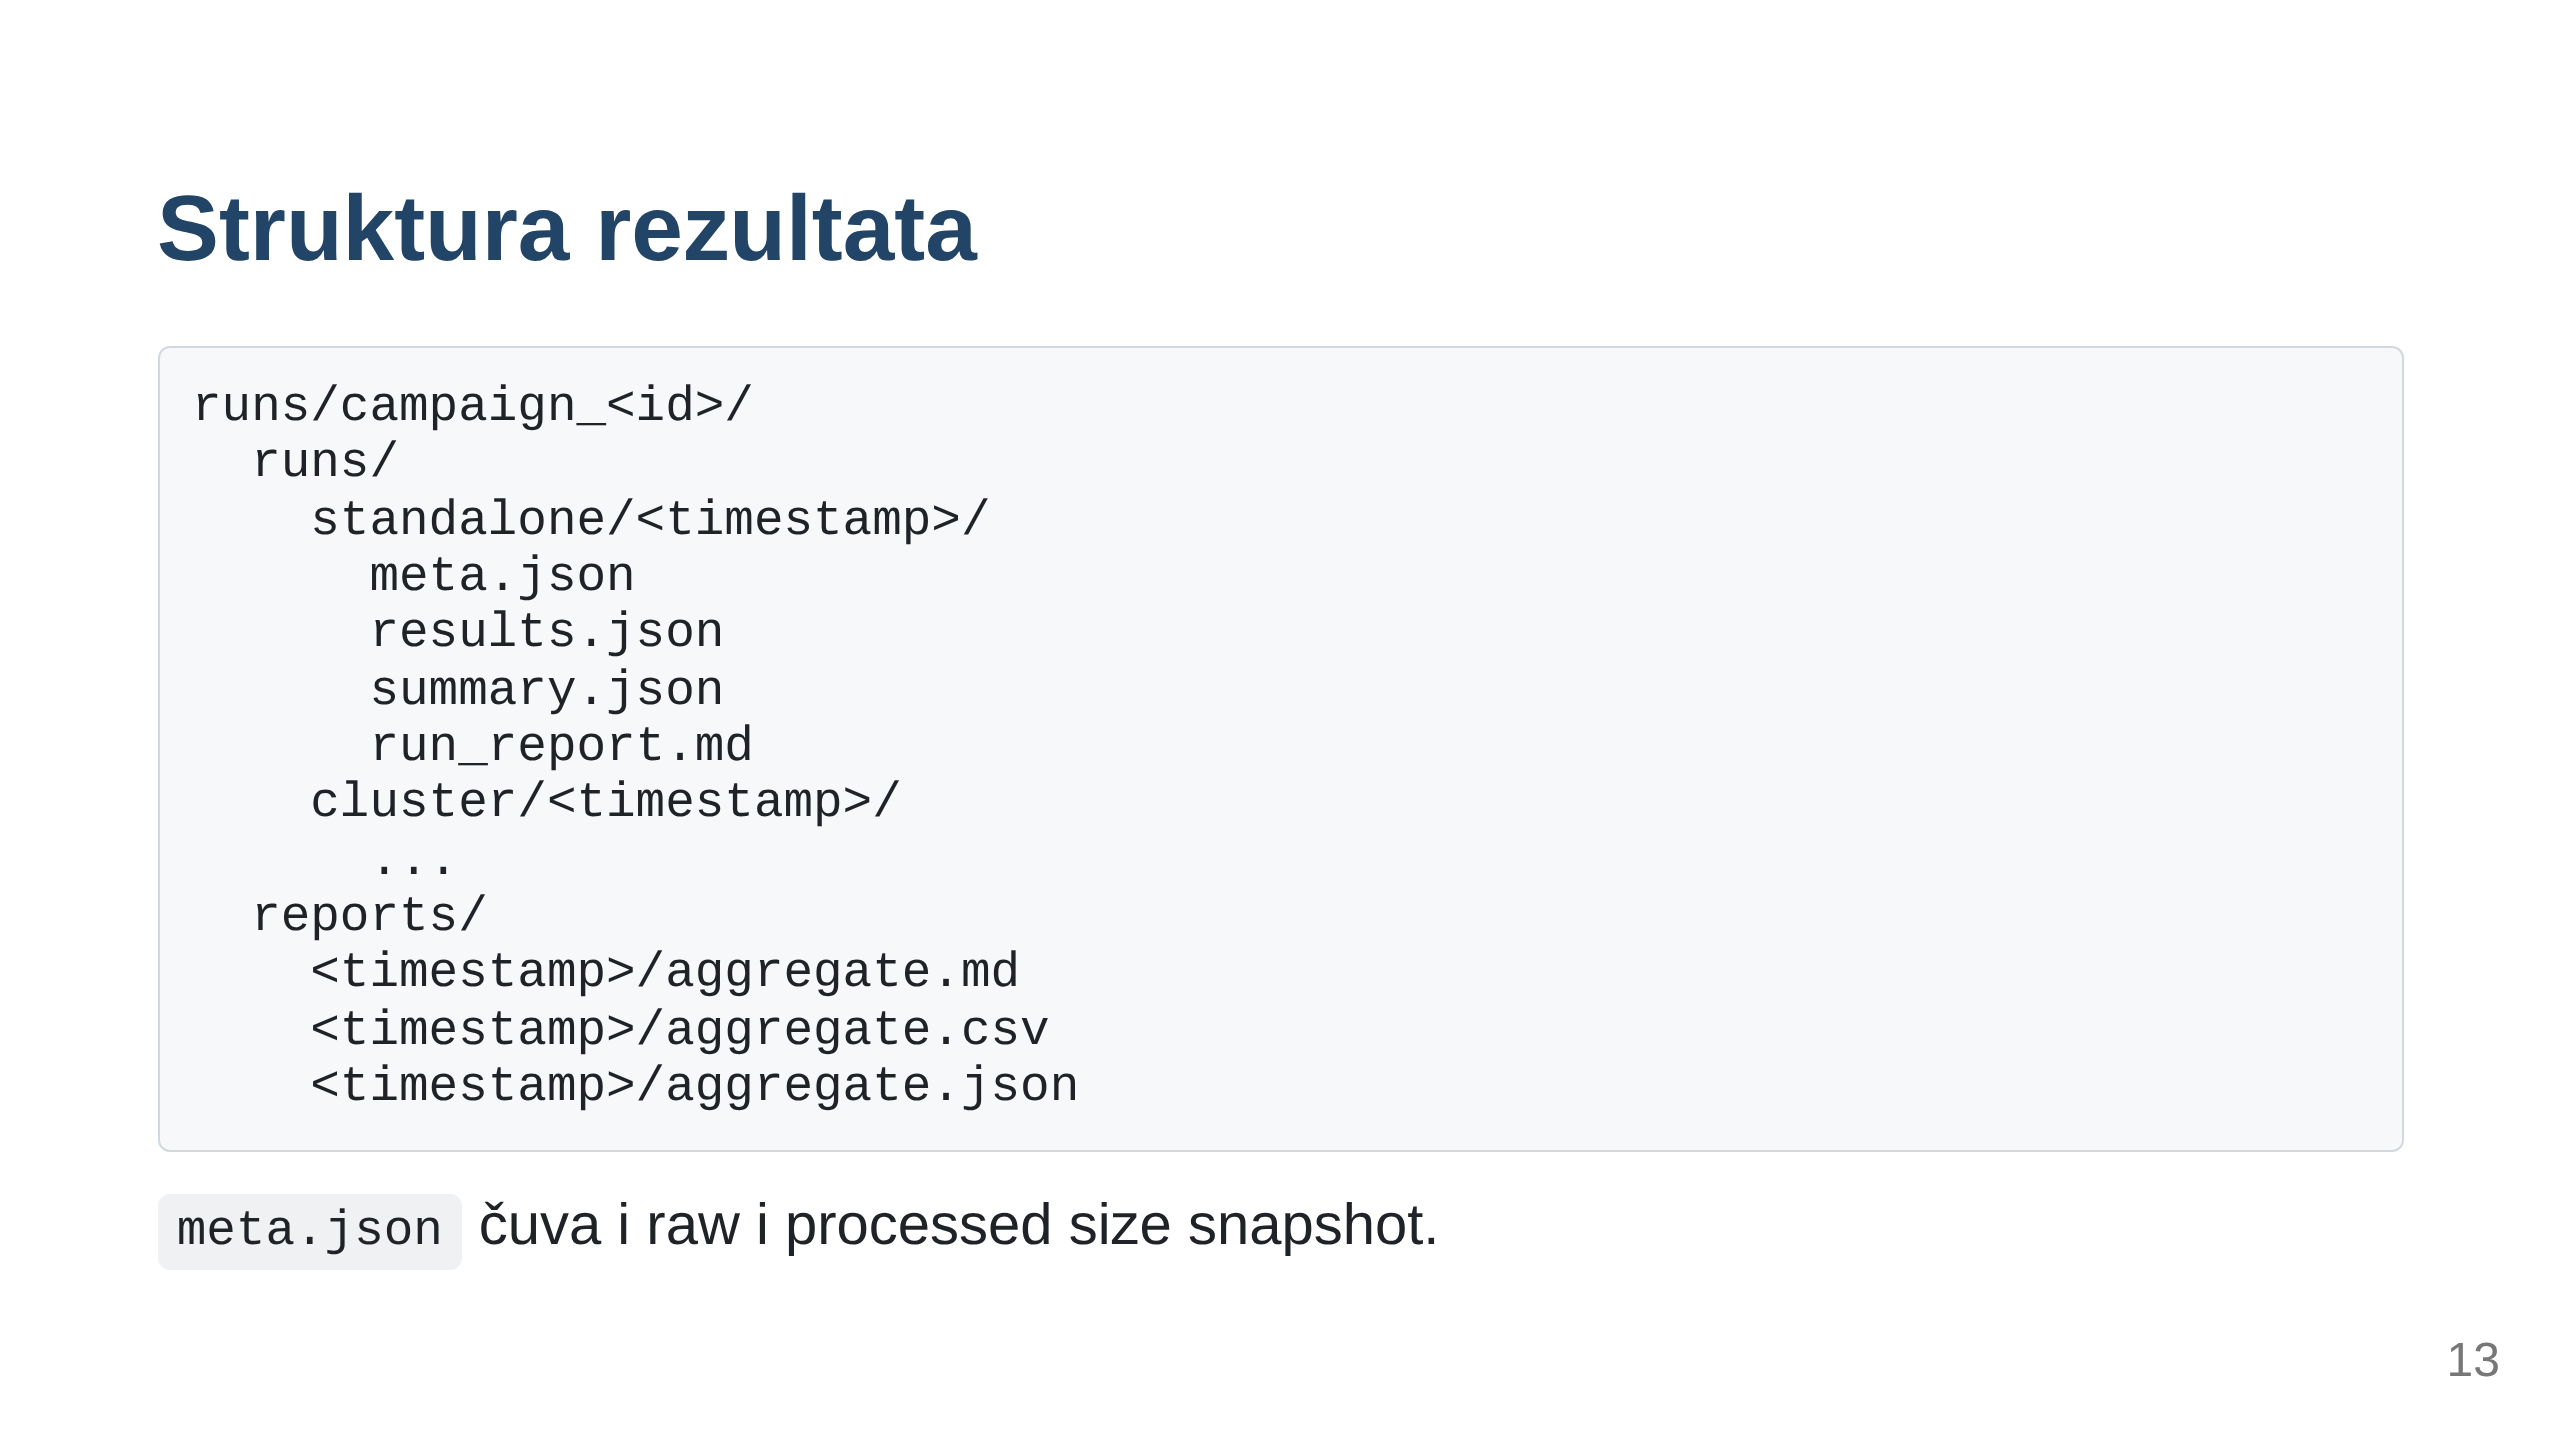 Struktura rezultata
runs/campaign_<id>/
  runs/
    standalone/<timestamp>/
      meta.json
      results.json
      summary.json
      run_report.md
    cluster/<timestamp>/
      ...
  reports/
    <timestamp>/aggregate.md
    <timestamp>/aggregate.csv
    <timestamp>/aggregate.json
meta.json čuva i raw i processed size snapshot.
13